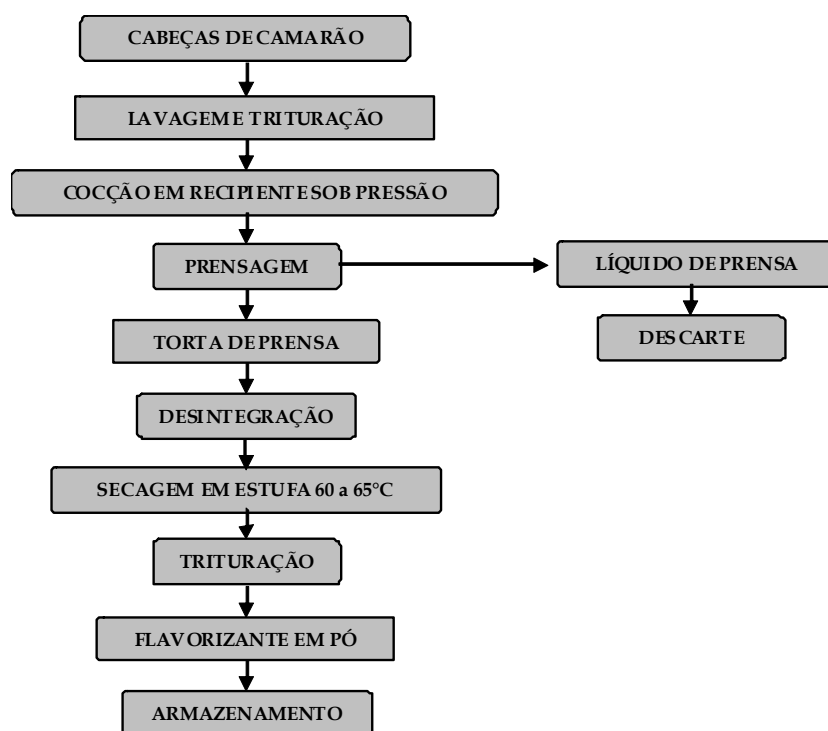 CABEÇAS DE CAMARÃO
LAVAGEM E TRITURAÇÃO
COCÇÃO EM RECIPIENTE SOB PRESSÃO
PRENSAGEM
LÍQUIDO DE PRENSA
TORTA DE PRENSA
DESCARTE
DESINTEGRAÇÃO
SECAGEM EM ESTUFA 60 a 65°C
TRITURAÇÃO
FLAVORIZANTE EM PÓ
ARMAZENAMENTO